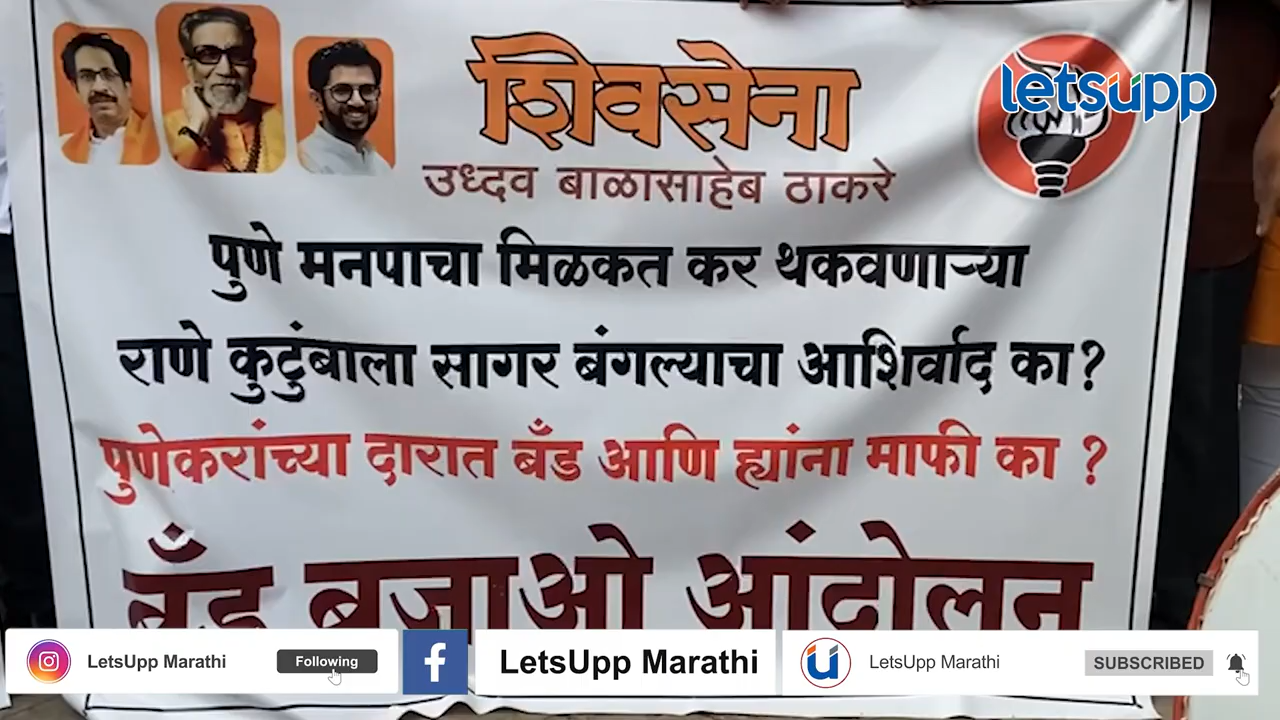 शिवसेना
letsupp
उध्दव बाळासाहेब ठाकरे
पुणे मनपाचा मिळकत कर थकवणाऱ्या
राणे कुटुंबाला सागर बंगल्याचा आशिर्वाद का?
पुणेकरांच्या दारात बँड आणि ह्यांना माफी का ?
बँड बजाओ आंदोलन
LetsUpp Marathi
Following
LetsUpp Marathi
LetsUpp Marathi
SUBSCRIBED